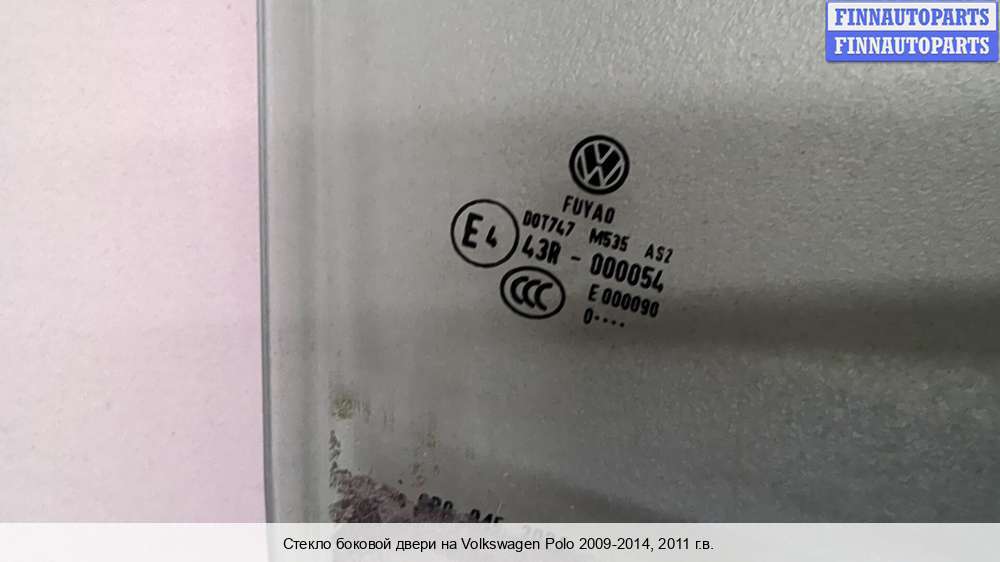 FINNAUTOPARTS
FINNAUTOPARTS
FUYAO
DOT747 M535 AS2
E4 43R - 000054
CCC E 000090
0····
Стекло боковой двери на Volkswagen Polo 2009-2014, 2011 г.в.